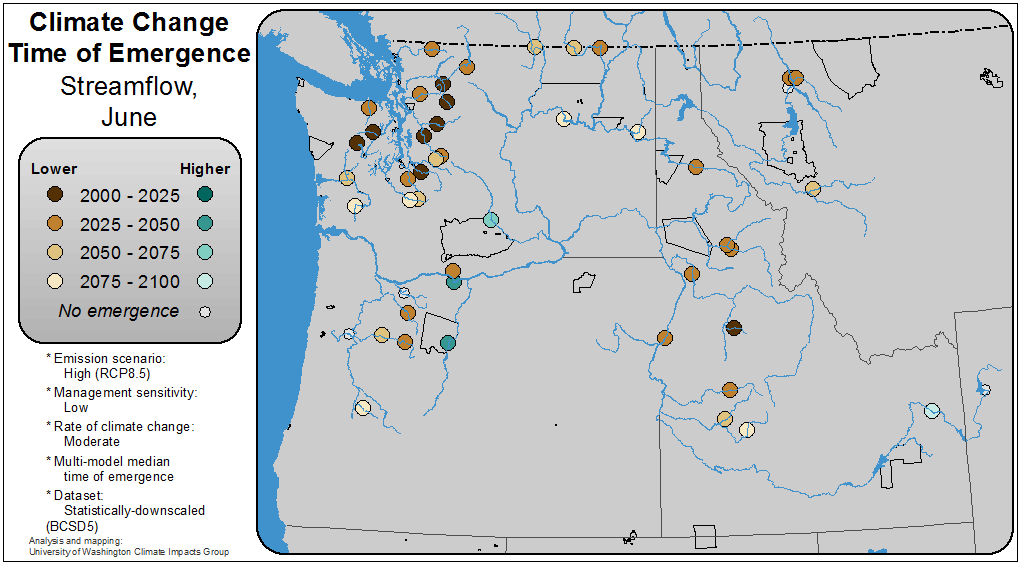 Climate Change
Time of Emergence
Streamflow,
June
Lower Higher
2000 - 2025
2025 - 2050
2050 - 2075
2075 - 2100
No emergence
* Emission scenario:
High (RCP8.5)
* Management sensitivity:
Low
* Rate of climate change:
Moderate
* Multi-model median
time of emergence
* Dataset:
Statistically-downscaled
(BCSD5)
Analysis and mapping:
University of Washington Climate Impacts Group